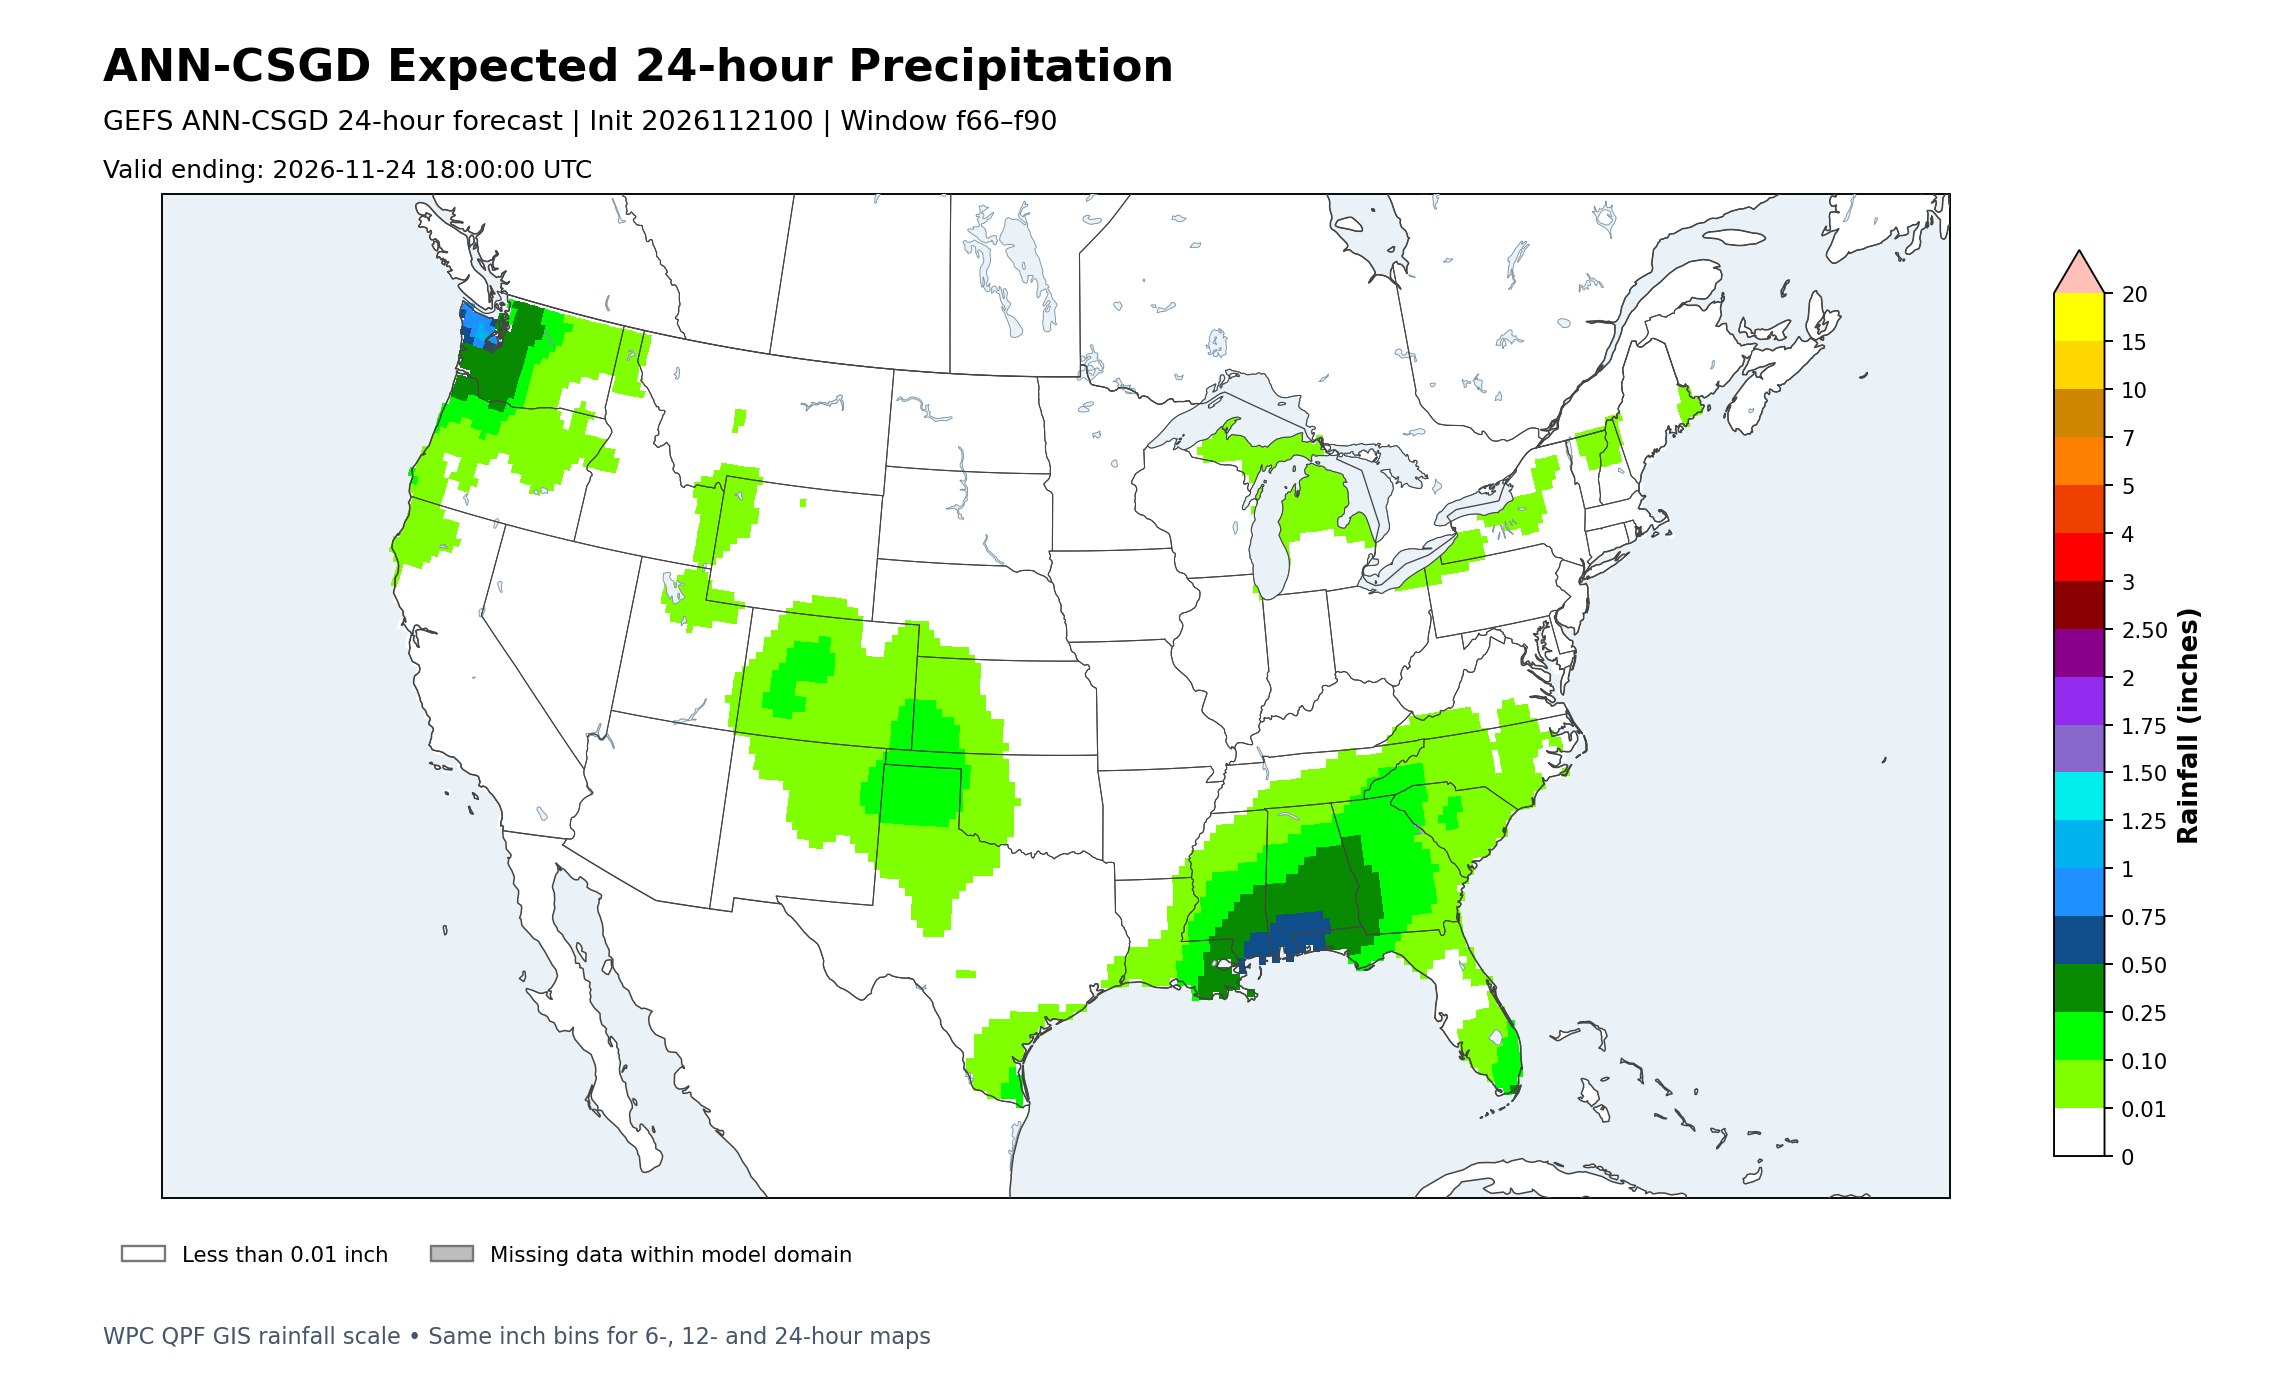 ANN-CSGD Expected 24-hour Precipitation
GEFS ANN-CSGD 24-hour forecast | Init 2026112100 | Window f66–f90
Valid ending: 2026-11-24 18:00:00 UTC
20
15
10
7
5
4
3
2.50
2
1.75
1.50
1.25
1
0.75
0.50
0.25
0.10
0.01
0
Rainfall (inches)
Less than 0.01 inch
Missing data within model domain
WPC QPF GIS rainfall scale • Same inch bins for 6-, 12- and 24-hour maps